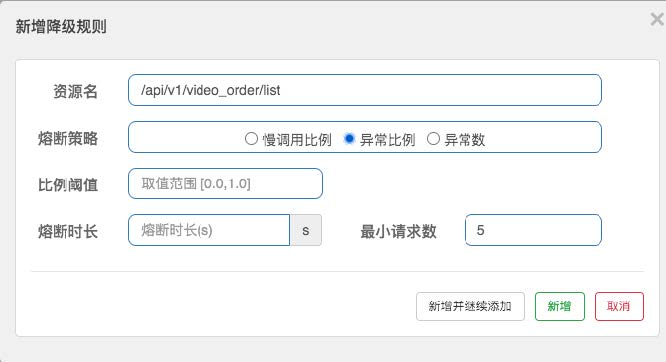 新增降级规则
资源名 /api/v1/video_order/list
熔断策略 慢调用比例 异常比例 异常数
比例阈值 取值范围 [0.0,1.0]
熔断时长 熔断时长(s) s 最小请求数 5
新增并继续添加 新增 取消